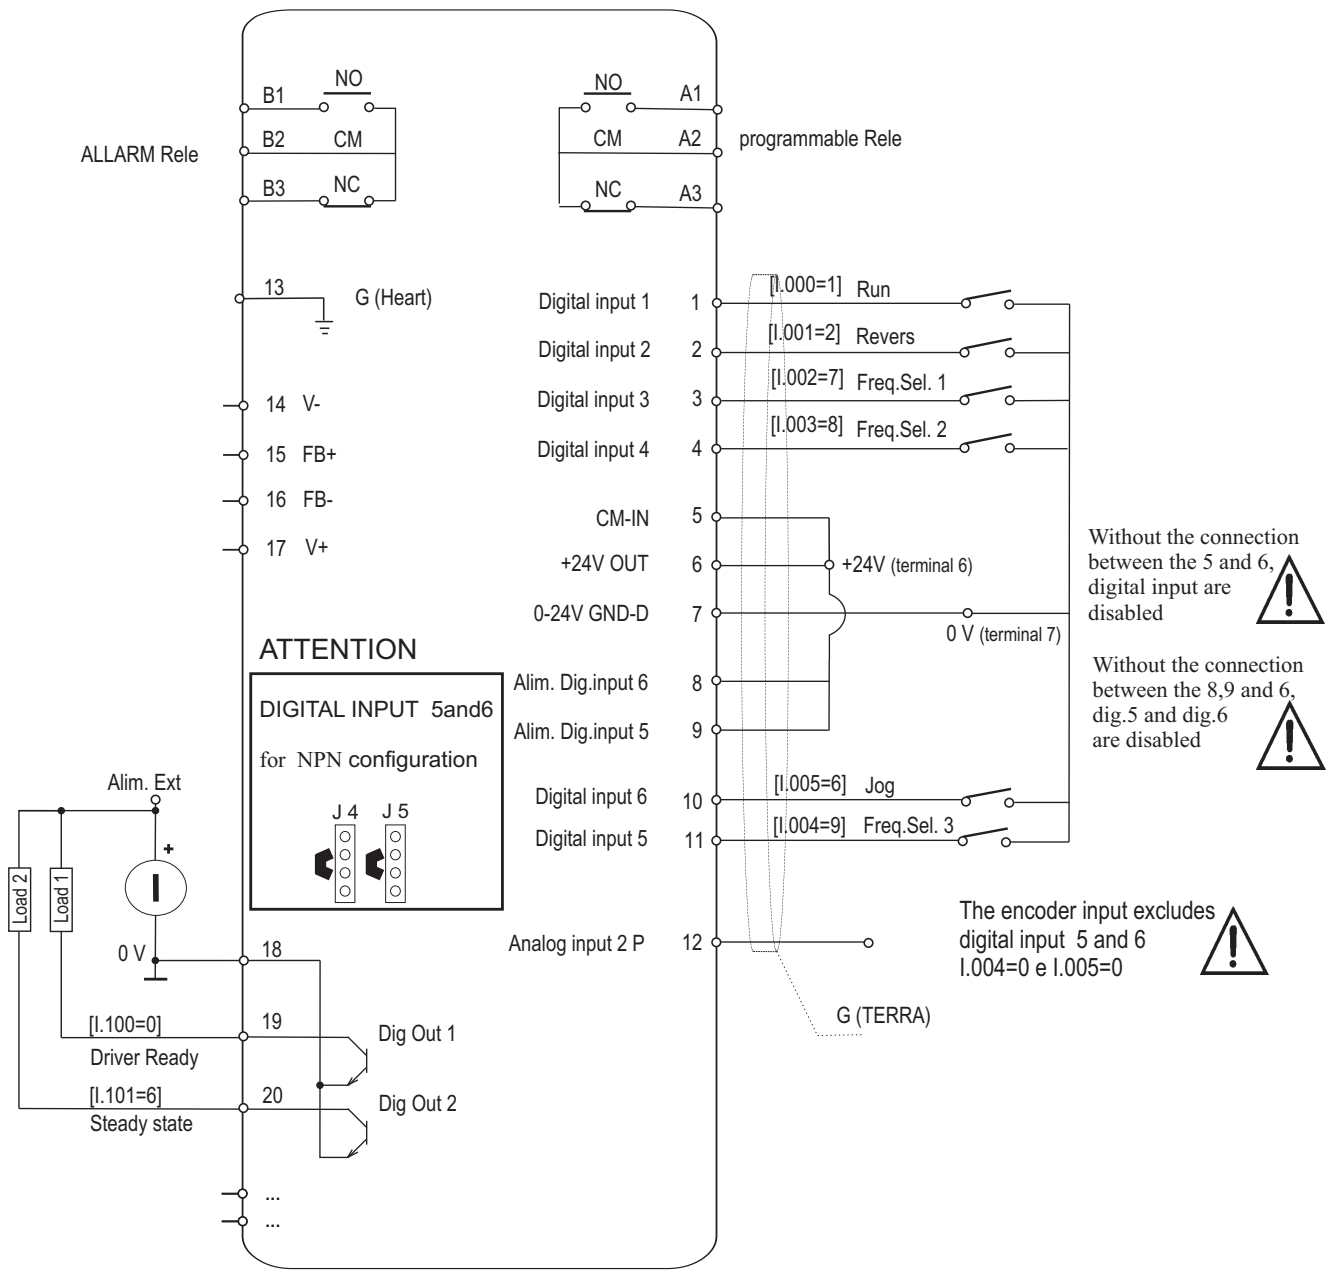 NO
B1
B2 CM
ALLARM Rele
B3 NC
NO
A1
CM A2
programmable Rele
NC A3
13
G (Heart)
14 V-
15 FB+
16 FB-
17 V+
Digital input 1 1
[I.000=1] Run
Digital input 2 2
[I.001=2] Revers
Digital input 3 3
[I.002=7] Freq.Sel. 1
Digital input 4 4
[I.003=8] Freq.Sel. 2
CM-IN 5
+24V OUT 6
+24V (terminal 6)
0-24V GND-D 7
0 V (terminal 7)
Alim. Dig.input 6 8
Alim. Dig.input 5 9
Without the connection
between the 5 and 6,
digital input are
disabled
!
Without the connection
between the 8,9 and 6,
dig.5 and dig.6
are disabled
!
Digital input 6 10
[I.005=6] Jog
Digital input 5 11
[I.004=9] Freq.Sel. 3
Analog input 2 P 12
The encoder input excludes
digital input 5 and 6
I.004=0 e I.005=0
!
G (TERRA)
ATTENTION
DIGITAL INPUT 5and6
for NPN configuration
J 4 J 5
Alim. Ext
+
Load 2
Load 1
0 V
18
[I.100=0]
19
Dig Out 1
Driver Ready
[I.101=6]
20
Dig Out 2
Steady state
...
...